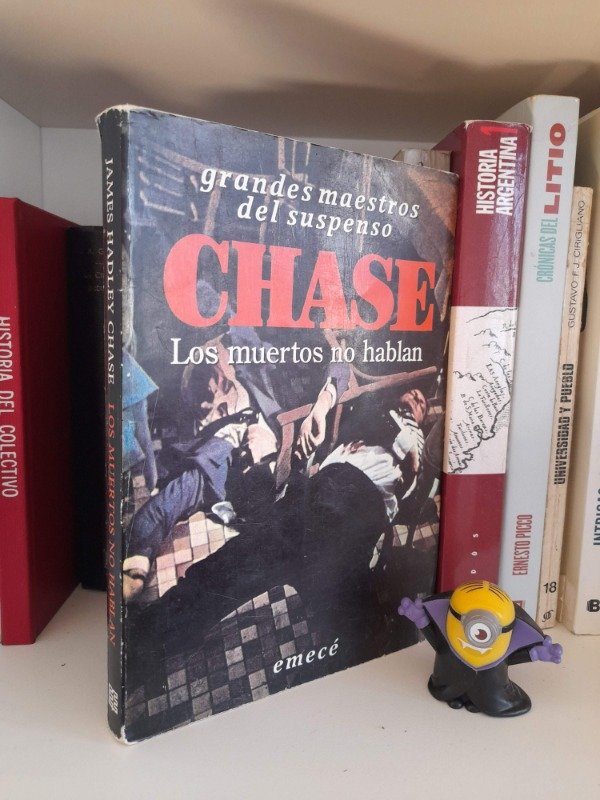 HISTORIA DEL COLECTIVO
JAMES HADLEY CHASE LOS MUERTOS NO HABLAN
grandes maestros
del suspenso
CHASE
Los muertos no hablan
emecé
HISTORIA
ARGENTINA 1
CRÓNICAS DEL LITIO
ERNESTO PICCO
GUSTAVO F. J. CIRIGLIANO
UNIVERSIDAD Y PUEBLO
18
B